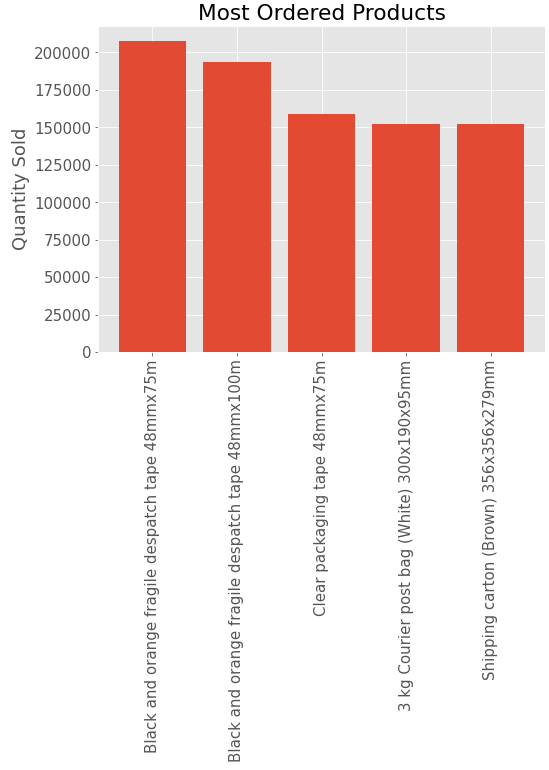 Most Ordered Products
Quantity Sold
200000
175000
150000
125000
100000
75000
50000
25000
0
Black and orange fragile despatch tape 48mmx75m
Black and orange fragile despatch tape 48mmx100m
Clear packaging tape 48mmx75m
3 kg Courier post bag (White) 300x190x95mm
Shipping carton (Brown) 356x356x279mm